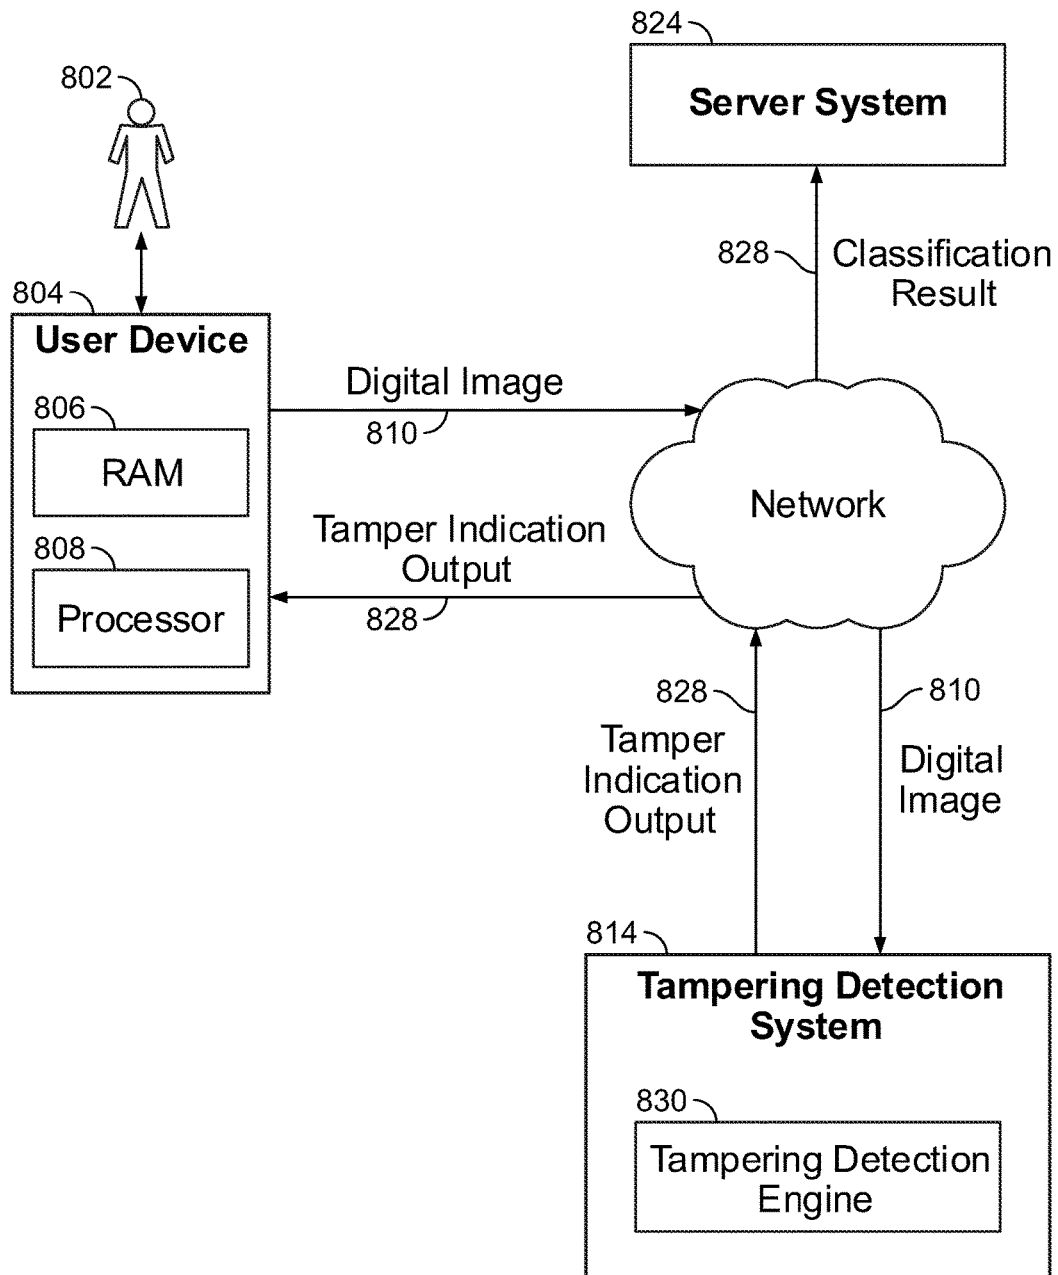 824
Server System
802
828
Classification
Result
804
User Device
Digital Image
810
806
RAM
Network
Tamper Indication
Output
828
808
Processor
828
Tamper
Indication
Output
810
Digital
Image
814
Tampering Detection
System
830
Tampering Detection
Engine